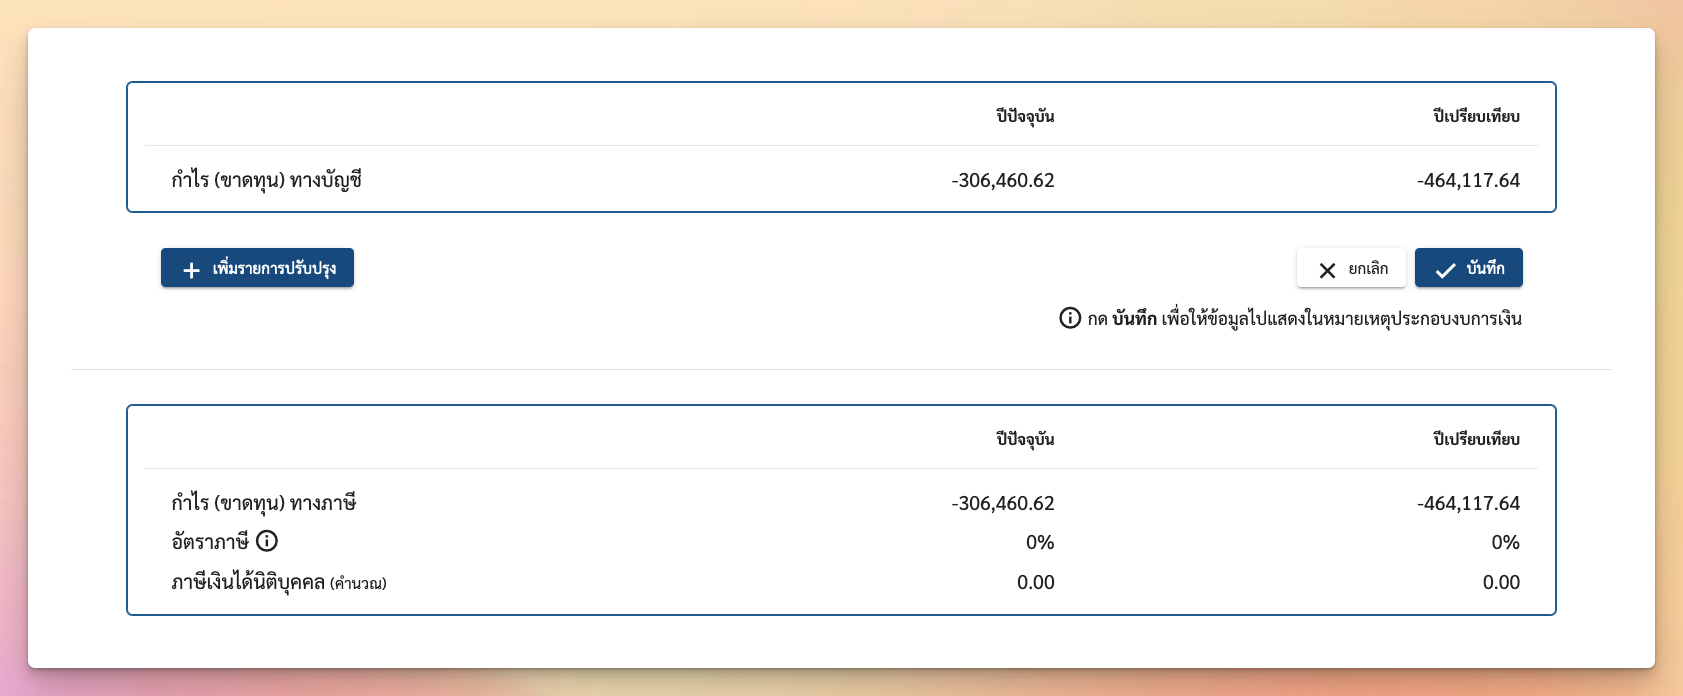 ปีปัจจุบัน ปีเปรียบเทียบ
กำไร (ขาดทุน) ทางบัญชี -306,460.62 -464,117.64
เพิ่มรายการปรับปรุง ยกเลิก บันทึก
กด บันทึก เพื่อให้ข้อมูลไปแสดงในหมายเหตุประกอบงบการเงิน
ปีปัจจุบัน ปีเปรียบเทียบ
กำไร (ขาดทุน) ทางภาษี -306,460.62 -464,117.64
อัตราภาษี 0% 0%
ภาษีเงินได้นิติบุคคล (คำนวณ) 0.00 0.00